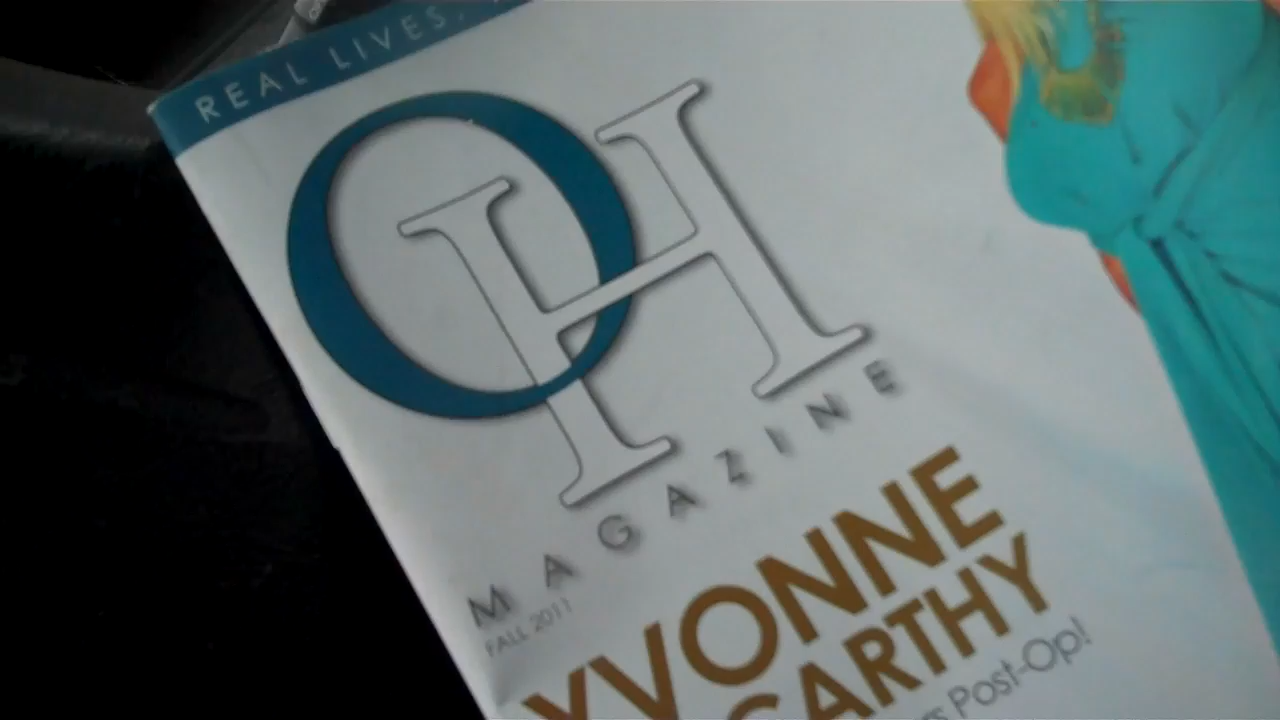 REAL LIVES,
OH
MAGAZINE
FALL 2011
YVONNE
CARTHY
Post-Op!